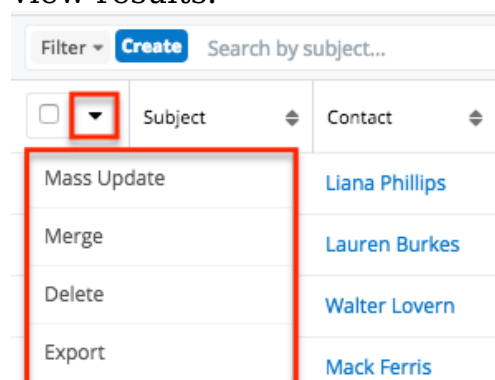 view results.
Filter Create Search by subject...
Subject Contact
Mass Update Liana Phillips
Merge Lauren Burkes
Delete Walter Lovern
Export Mack Ferris